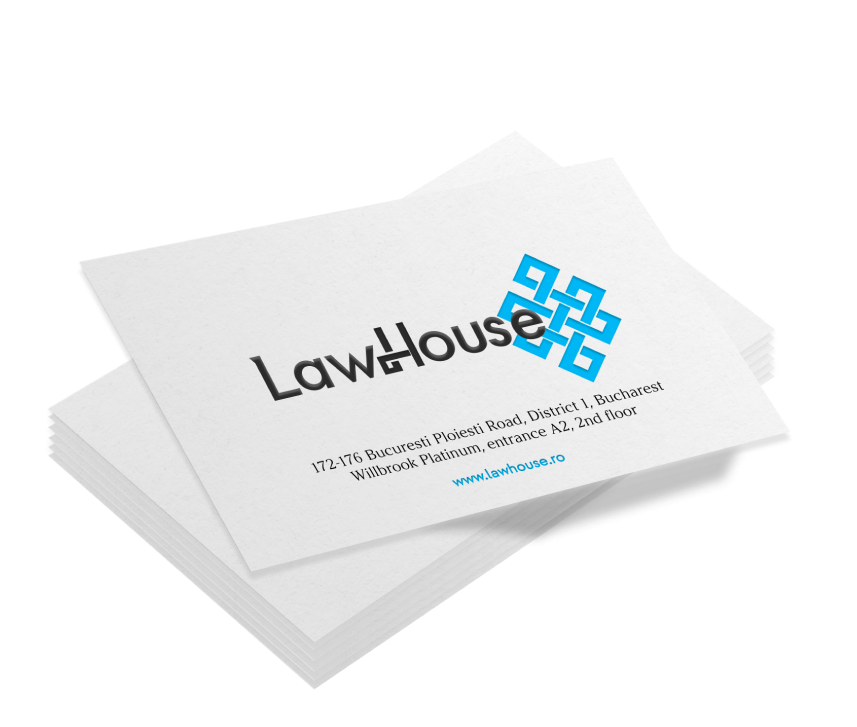 LawHouse
172-176 Bucuresti Ploiesti Road, District 1, Bucharest
Willbrook Platinum, entrance A2, 2nd floor
www.lawhouse.ro